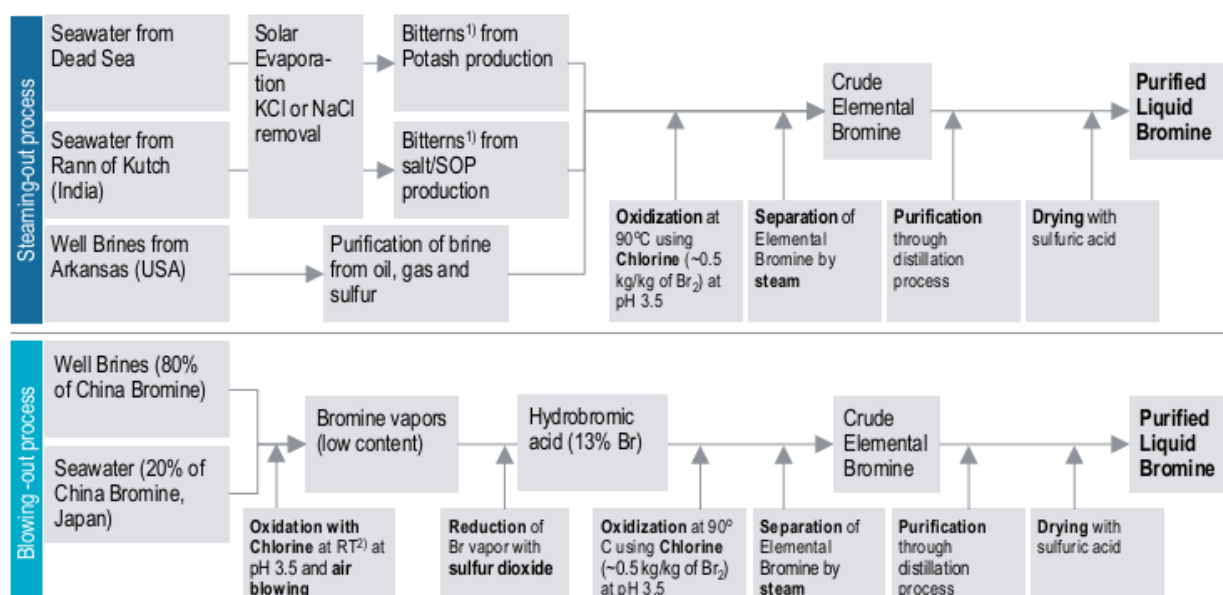 Steaming-out process
Seawater from
Dead Sea
Solar
Evapora-
tion
KCl or NaCl
removal
Bitterns¹⁾ from
Potash production
Seawater from
Rann of Kutch
(India)
Bitterns¹⁾ from
salt/SOP
production
Well Brines from
Arkansas (USA)
Purification of brine
from oil, gas and
sulfur
Crude
Elemental
Bromine
Purified
Liquid
Bromine
Oxidization at
90°C using
Chlorine (~0.5
kg/kg of Br₂) at
pH 3.5
Separation of
Elemental
Bromine by
steam
Purification
through
distillation
process
Drying with
sulfuric acid
Blowing -out process
Well Brines (80%
of China Bromine)
Seawater (20% of
China Bromine,
Japan)
Bromine vapors
(low content)
Hydrobromic
acid (13% Br)
Crude
Elemental
Bromine
Purified
Liquid
Bromine
Oxidation with
Chlorine at RT²⁾ at
pH 3.5 and air
blowing
Reduction of
Br vapor with
sulfur dioxide
Oxidization at 90°
C using Chlorine
(~0.5 kg/kg of Br₂)
at pH 3.5
Separation of
Elemental
Bromine by
steam
Purification
through
distillation
process
Drying with
sulfuric acid